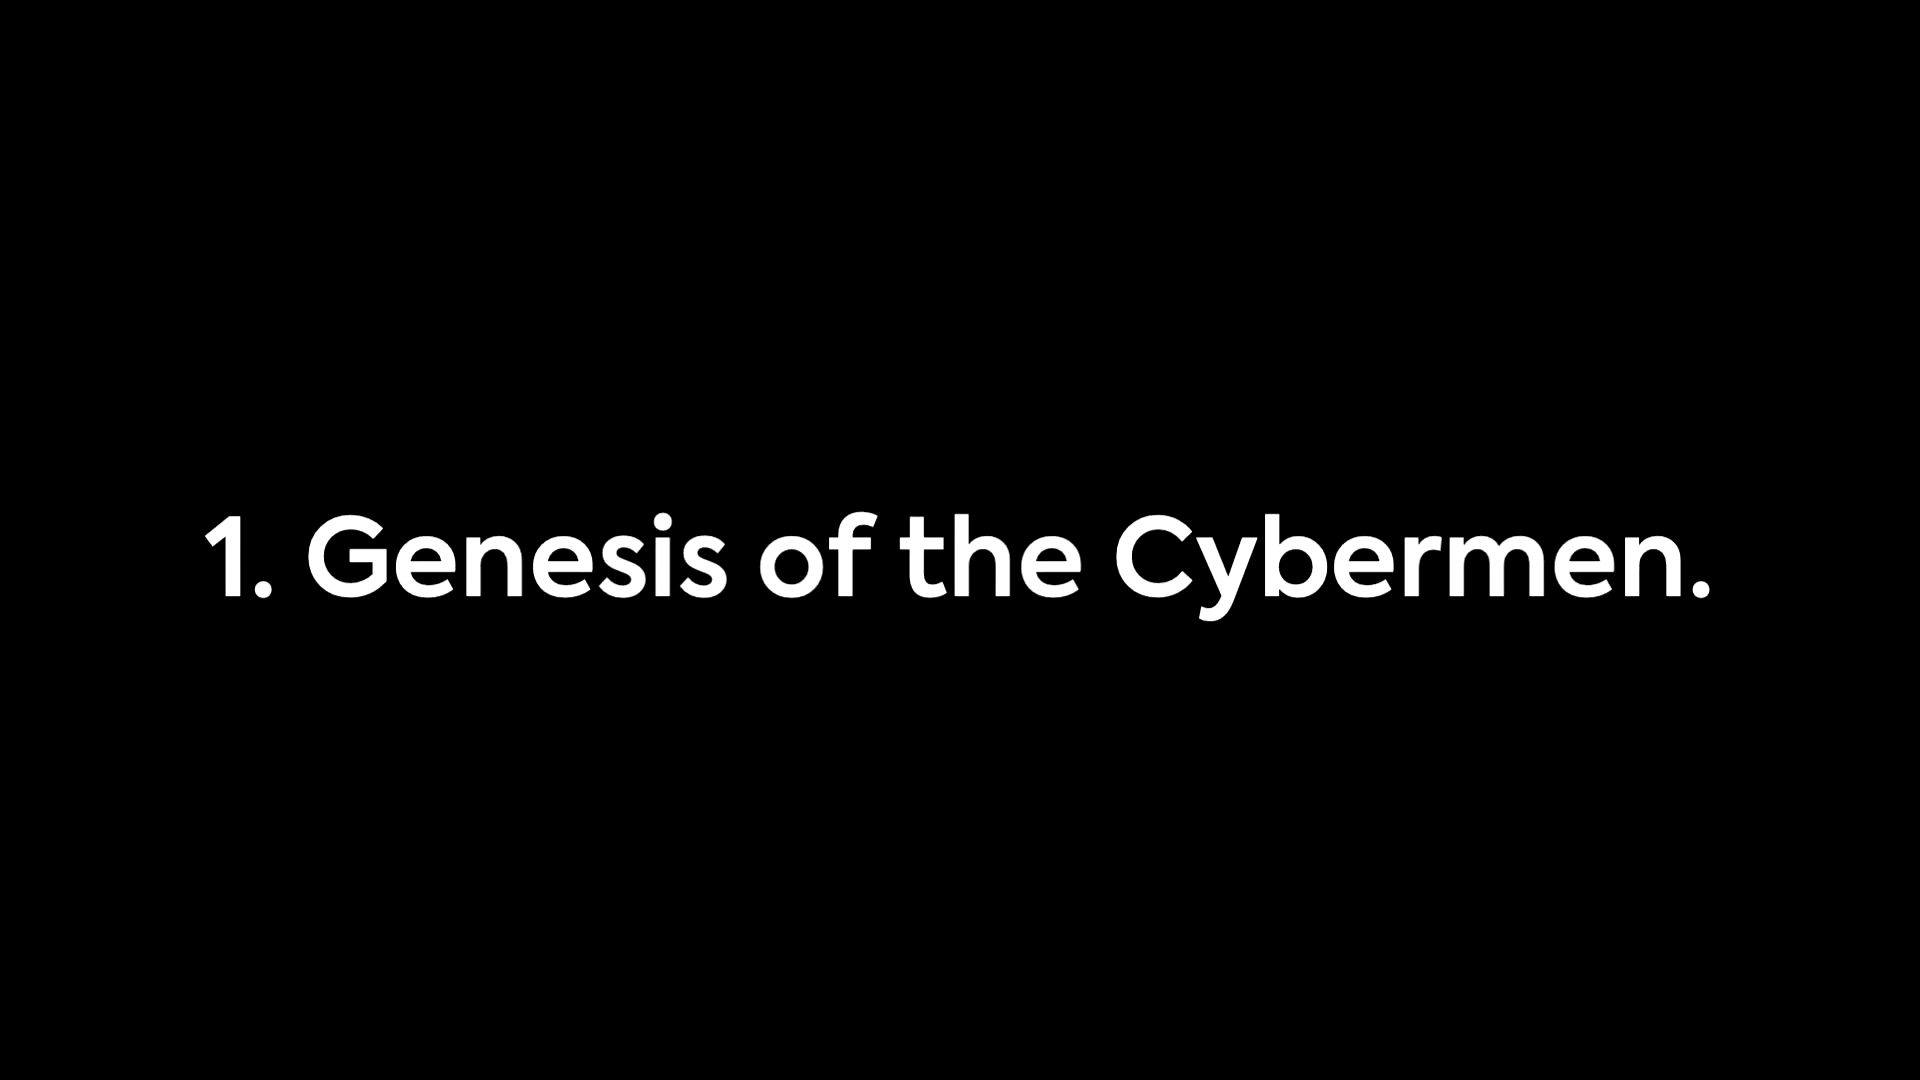 1. Genesis of the Cybermen.